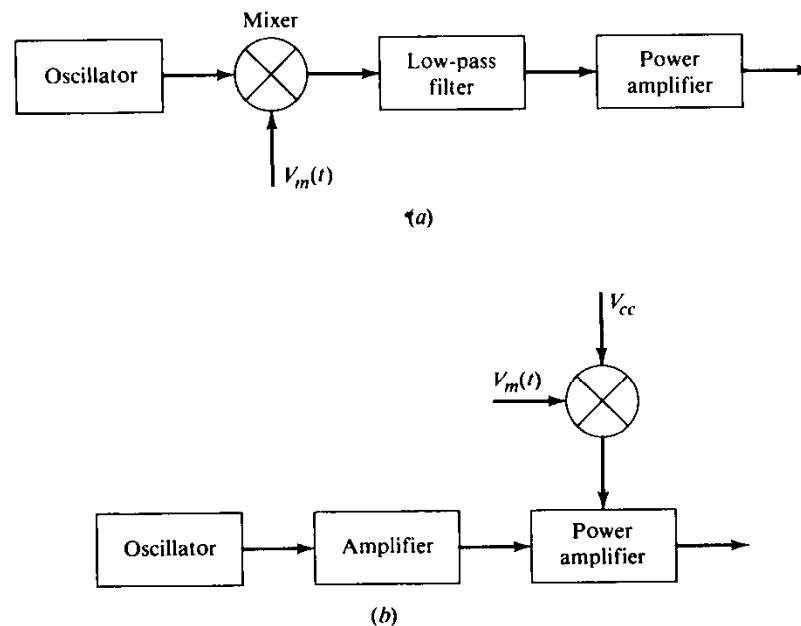 Mixer
Oscillator
Low-pass
filter
Power
amplifier
V_m(t)
(a)
V_cc
V_m(t)
Oscillator
Amplifier
Power
amplifier
(b)